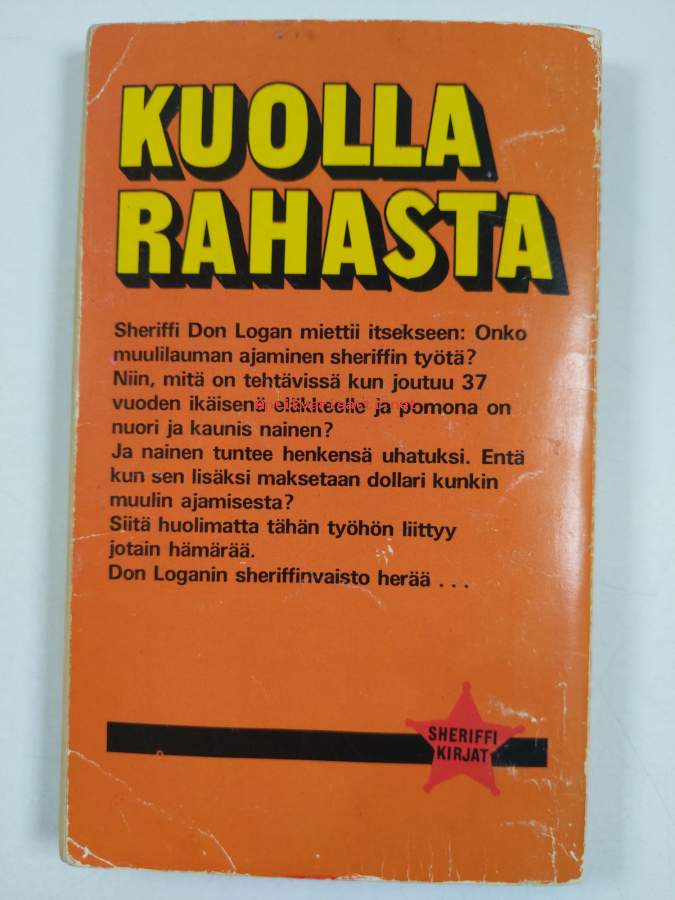 KUOLLA
RAHASTA
Sheriffi Don Logan miettii itsekseen: Onko
muulilauman ajaminen sheriffin työtä?
Niin, mitä on tehtävissä kun joutuu 37
vuoden ikäisenä eläkkeelle ja pomona on
nuori ja kaunis nainen?
Ja nainen tuntee henkensä uhatuksi. Entä
kun sen lisäksi maksetaan dollari kunkin
muulin ajamisesta?
Siitä huolimatta tähän työhön liittyy
jotain hämärää.
Don Loganin sheriffinvaisto herää . . .
SHERIFFI
KIRJAT